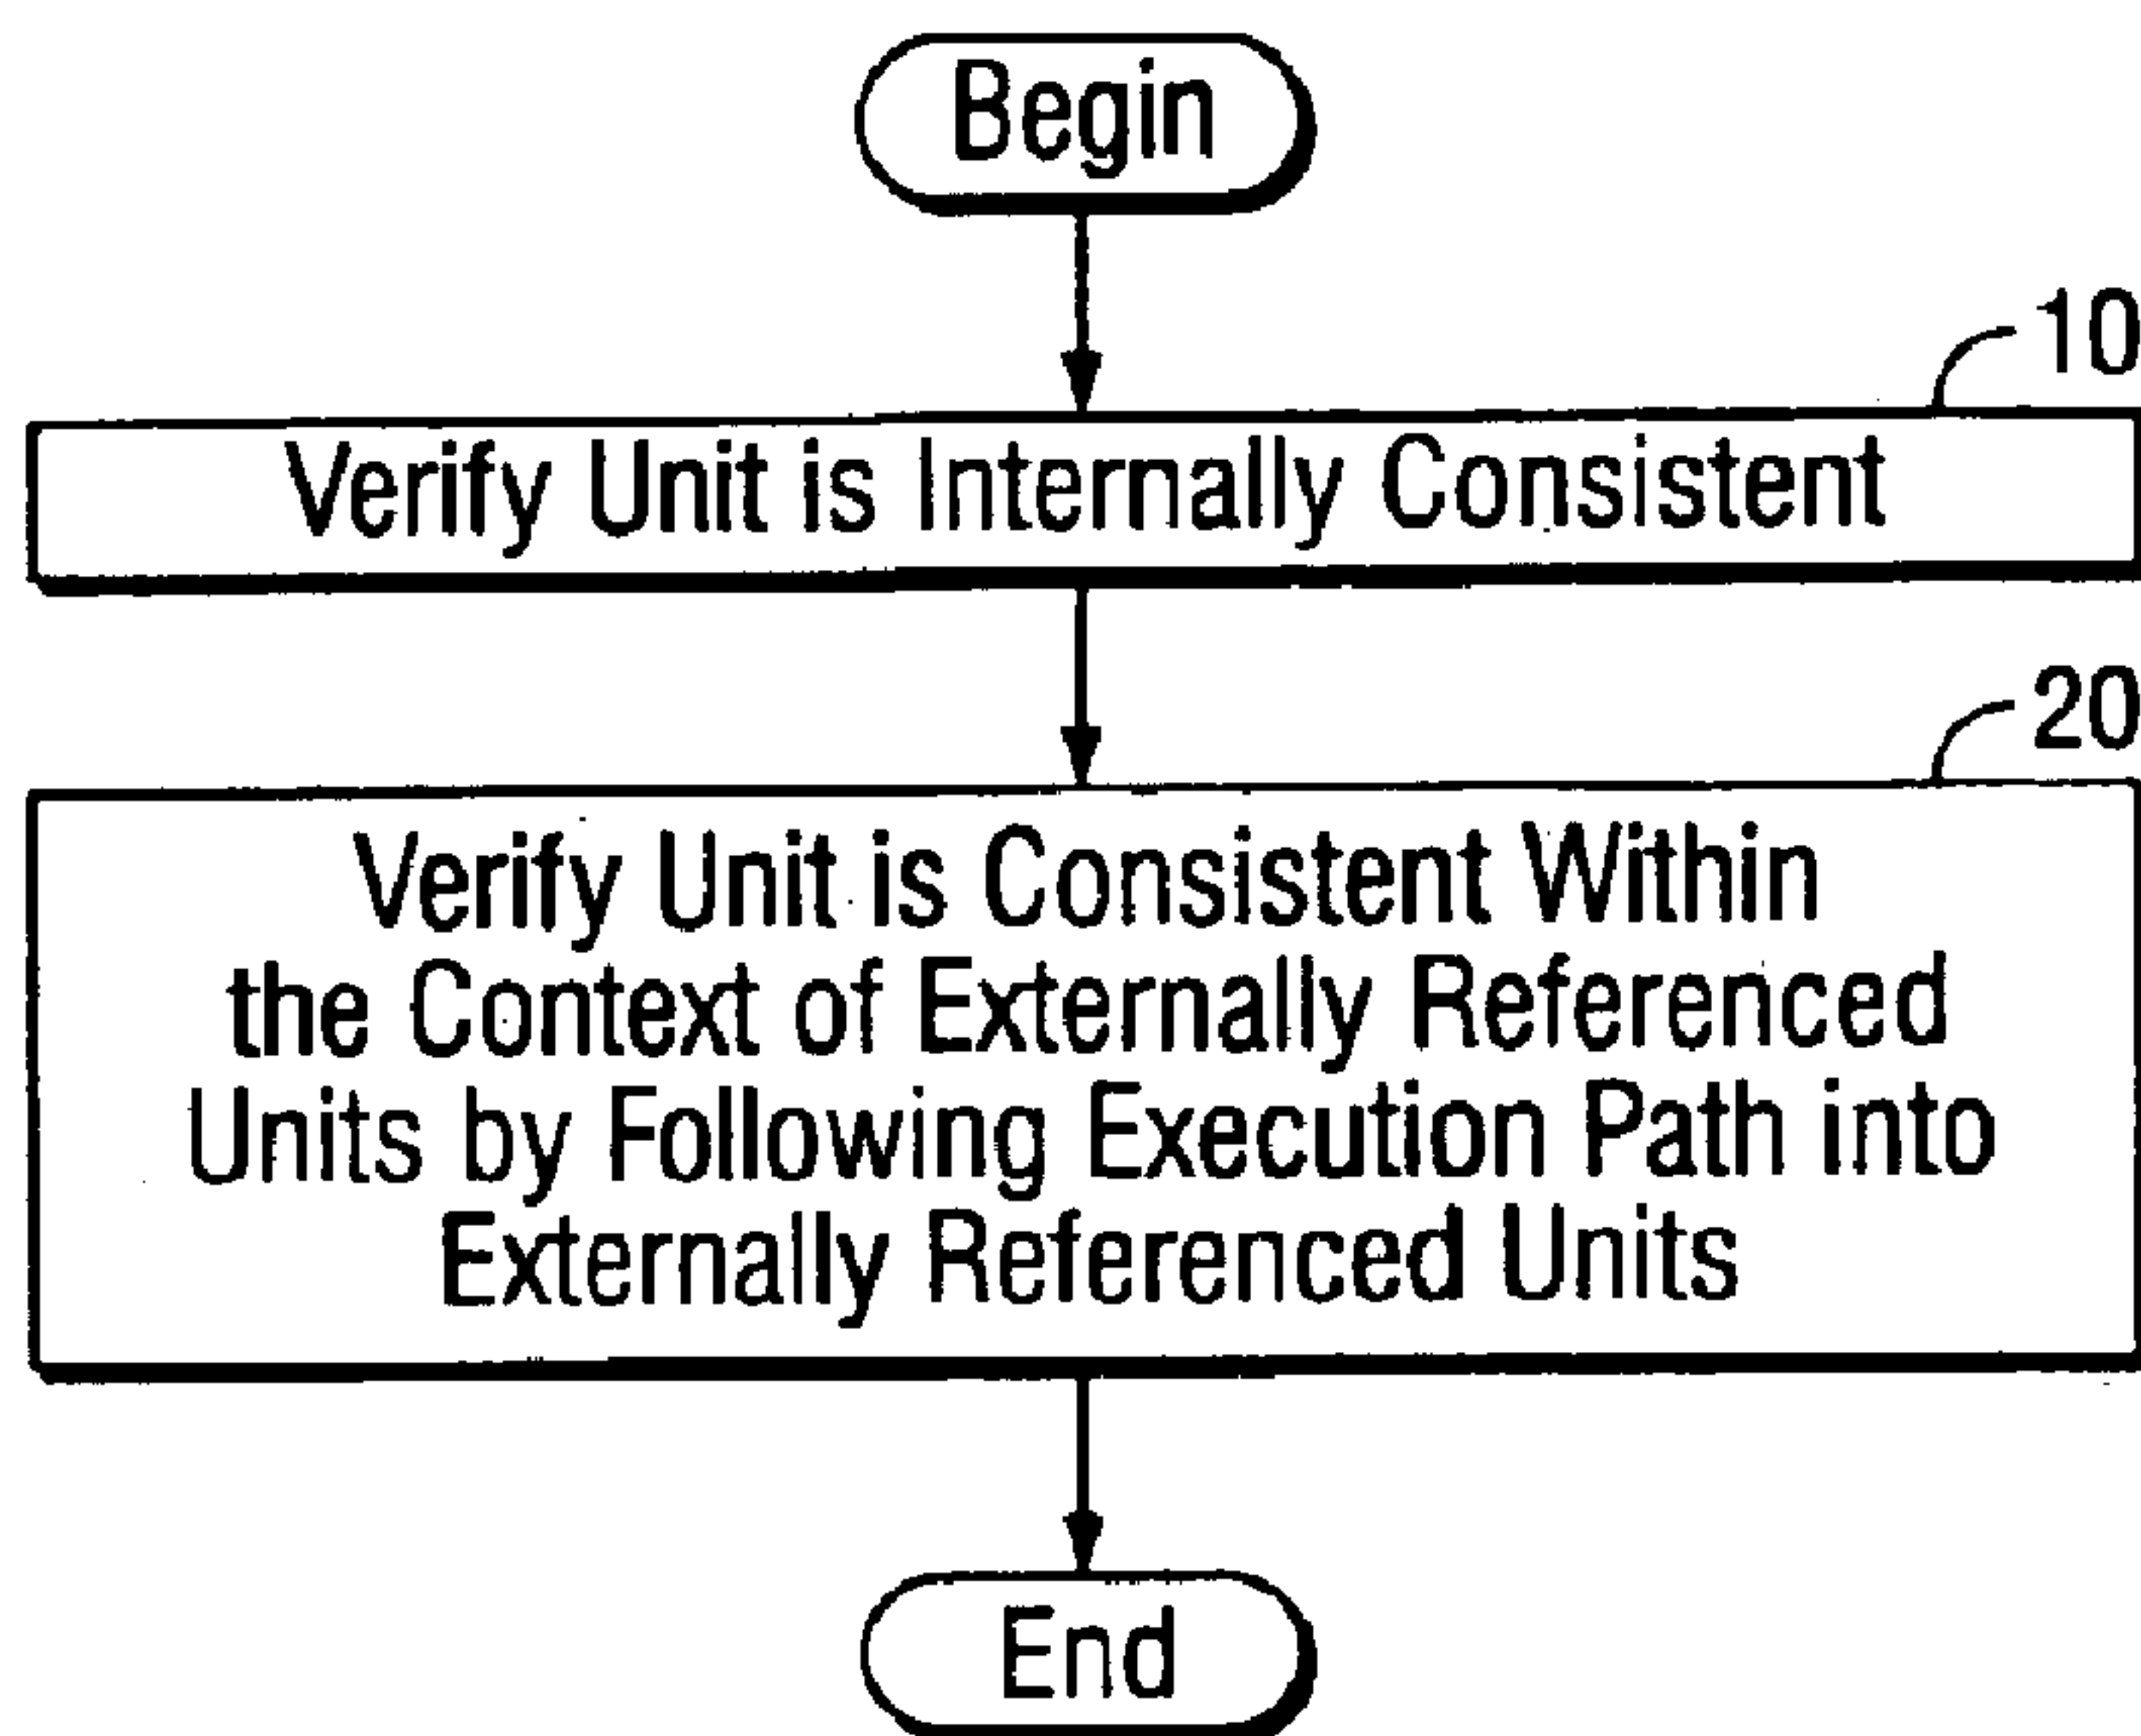 Begin
10
Verify Unit is Internally Consistent
20
Verify Unit is Consistent Within
the Context of Externally Referenced
Units by Following Execution Path into
Externally Referenced Units
End